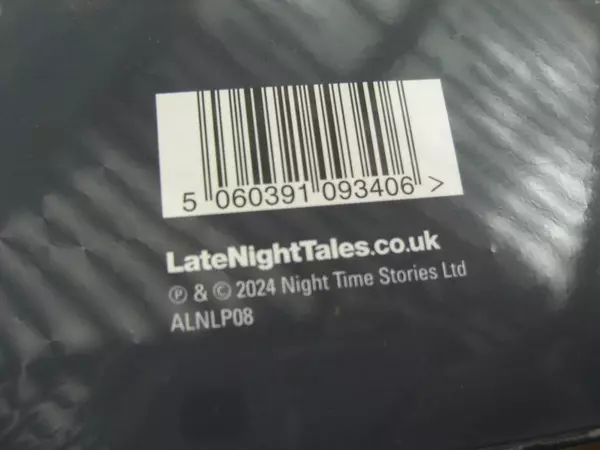 5 060391 093406 >
LateNightTales.co.uk
℗ & © 2024 Night Time Stories Ltd
ALNLP08